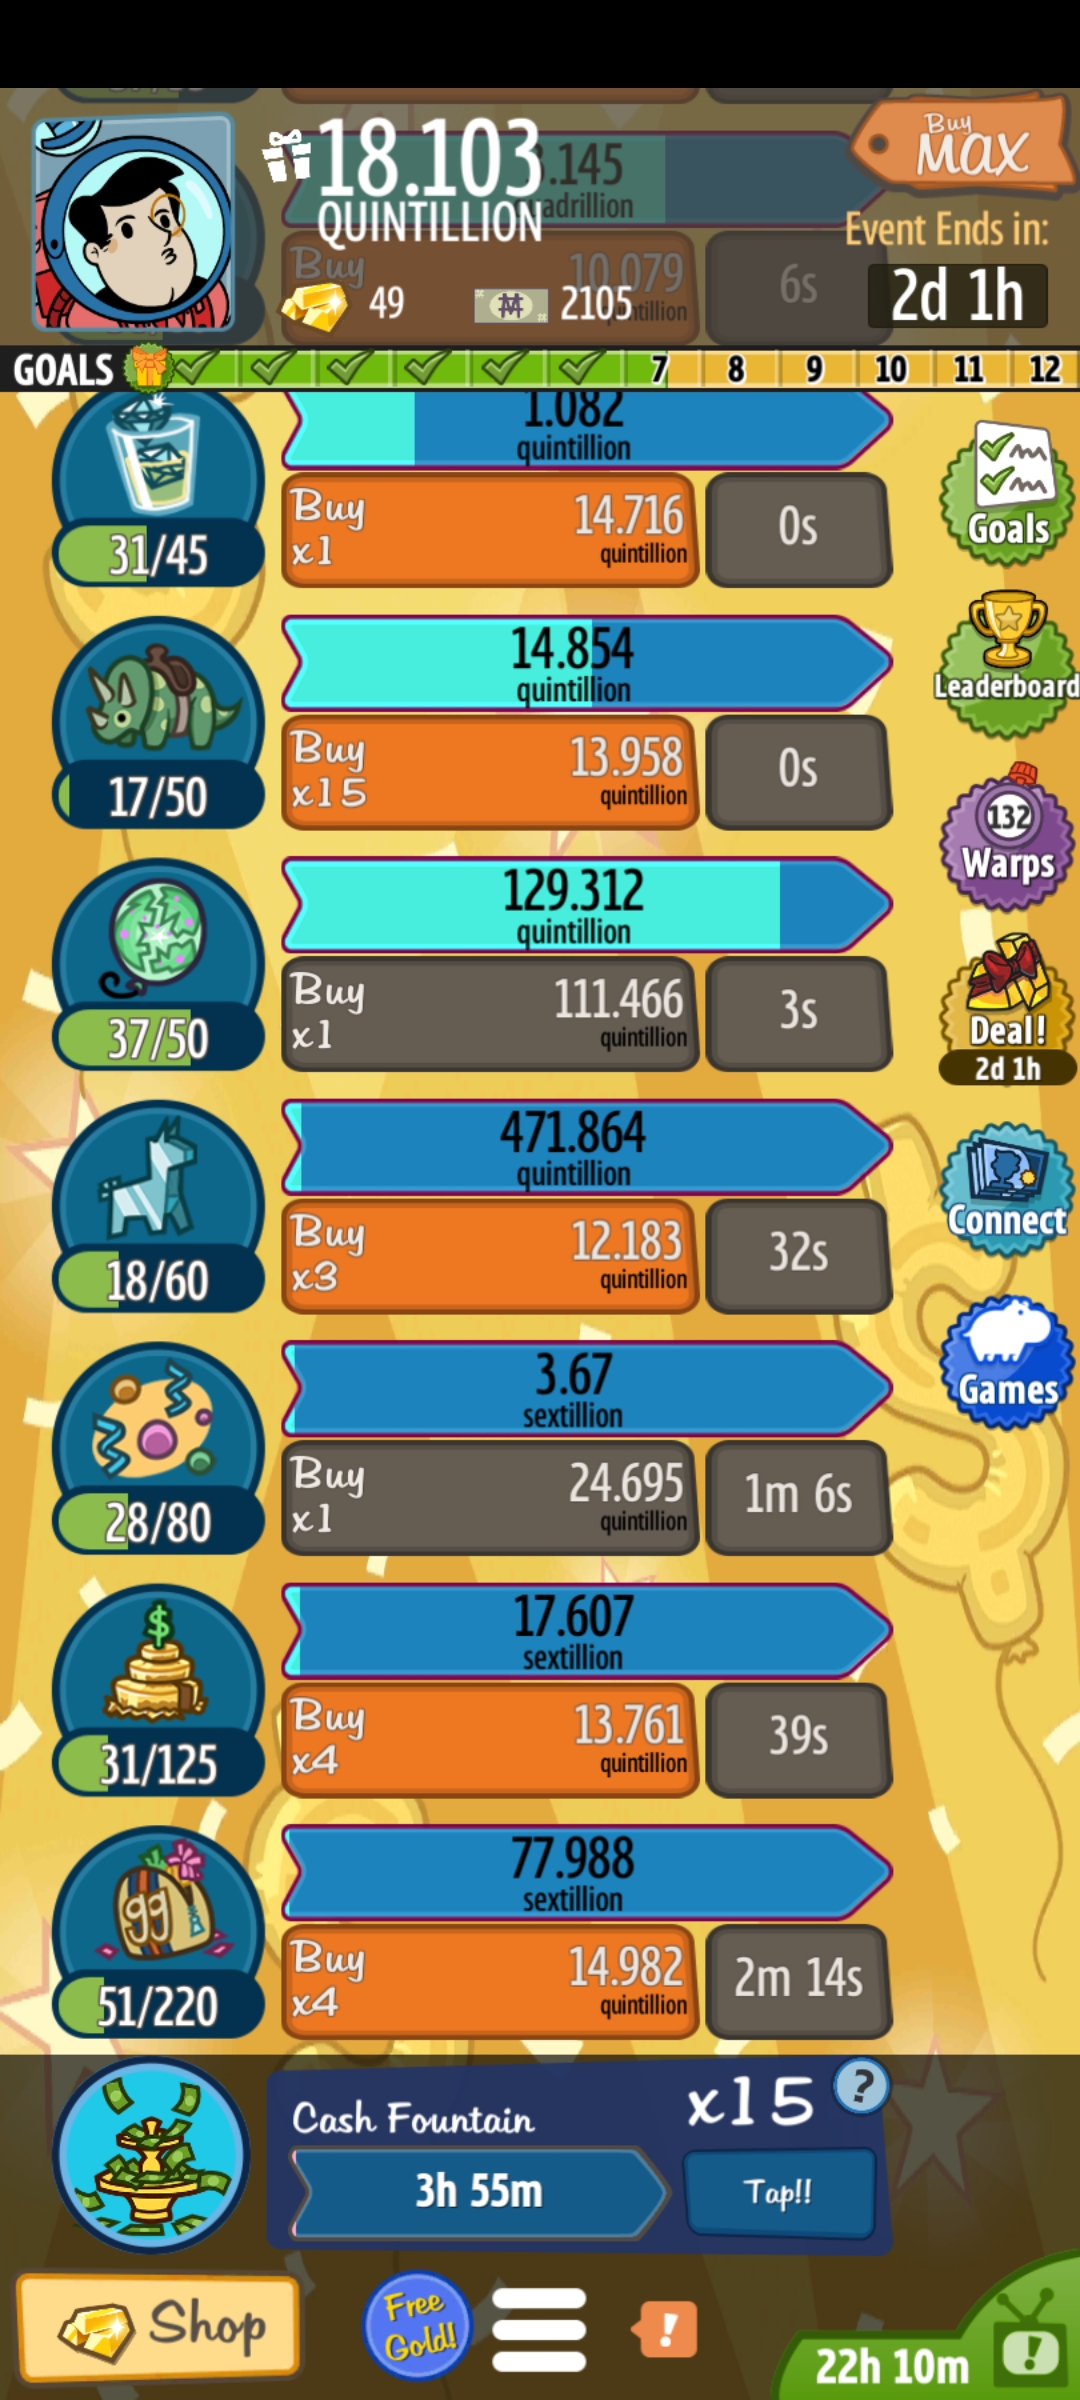 18.103
QUINTILLION
49
2105
Buy
MAX
Event Ends in:
2d 1h
.145
Buy
10.079
6s
GOALS
7
8
9
10
11
12
1.082
quintillion
31/45
Buy
x1
14.716
quintillion
0s
Goals
14.854
quintillion
17/50
Buy
x15
13.958
quintillion
0s
Leaderboard
129.312
quintillion
37/50
Buy
x1
111.466
quintillion
3s
132
Warps
Deal!
2d 1h
471.864
quintillion
18/60
Buy
x3
12.183
quintillion
32s
Connect
3.67
sextillion
28/80
Buy
x1
24.695
quintillion
1m 6s
Games
$
17.607
sextillion
31/125
Buy
x4
13.761
quintillion
39s
99
77.988
sextillion
51/220
Buy
x4
14.982
quintillion
2m 14s
Cash Fountain
x15
?
3h 55m
Tap!!
Shop
Free
Gold!
!
22h 10m
!